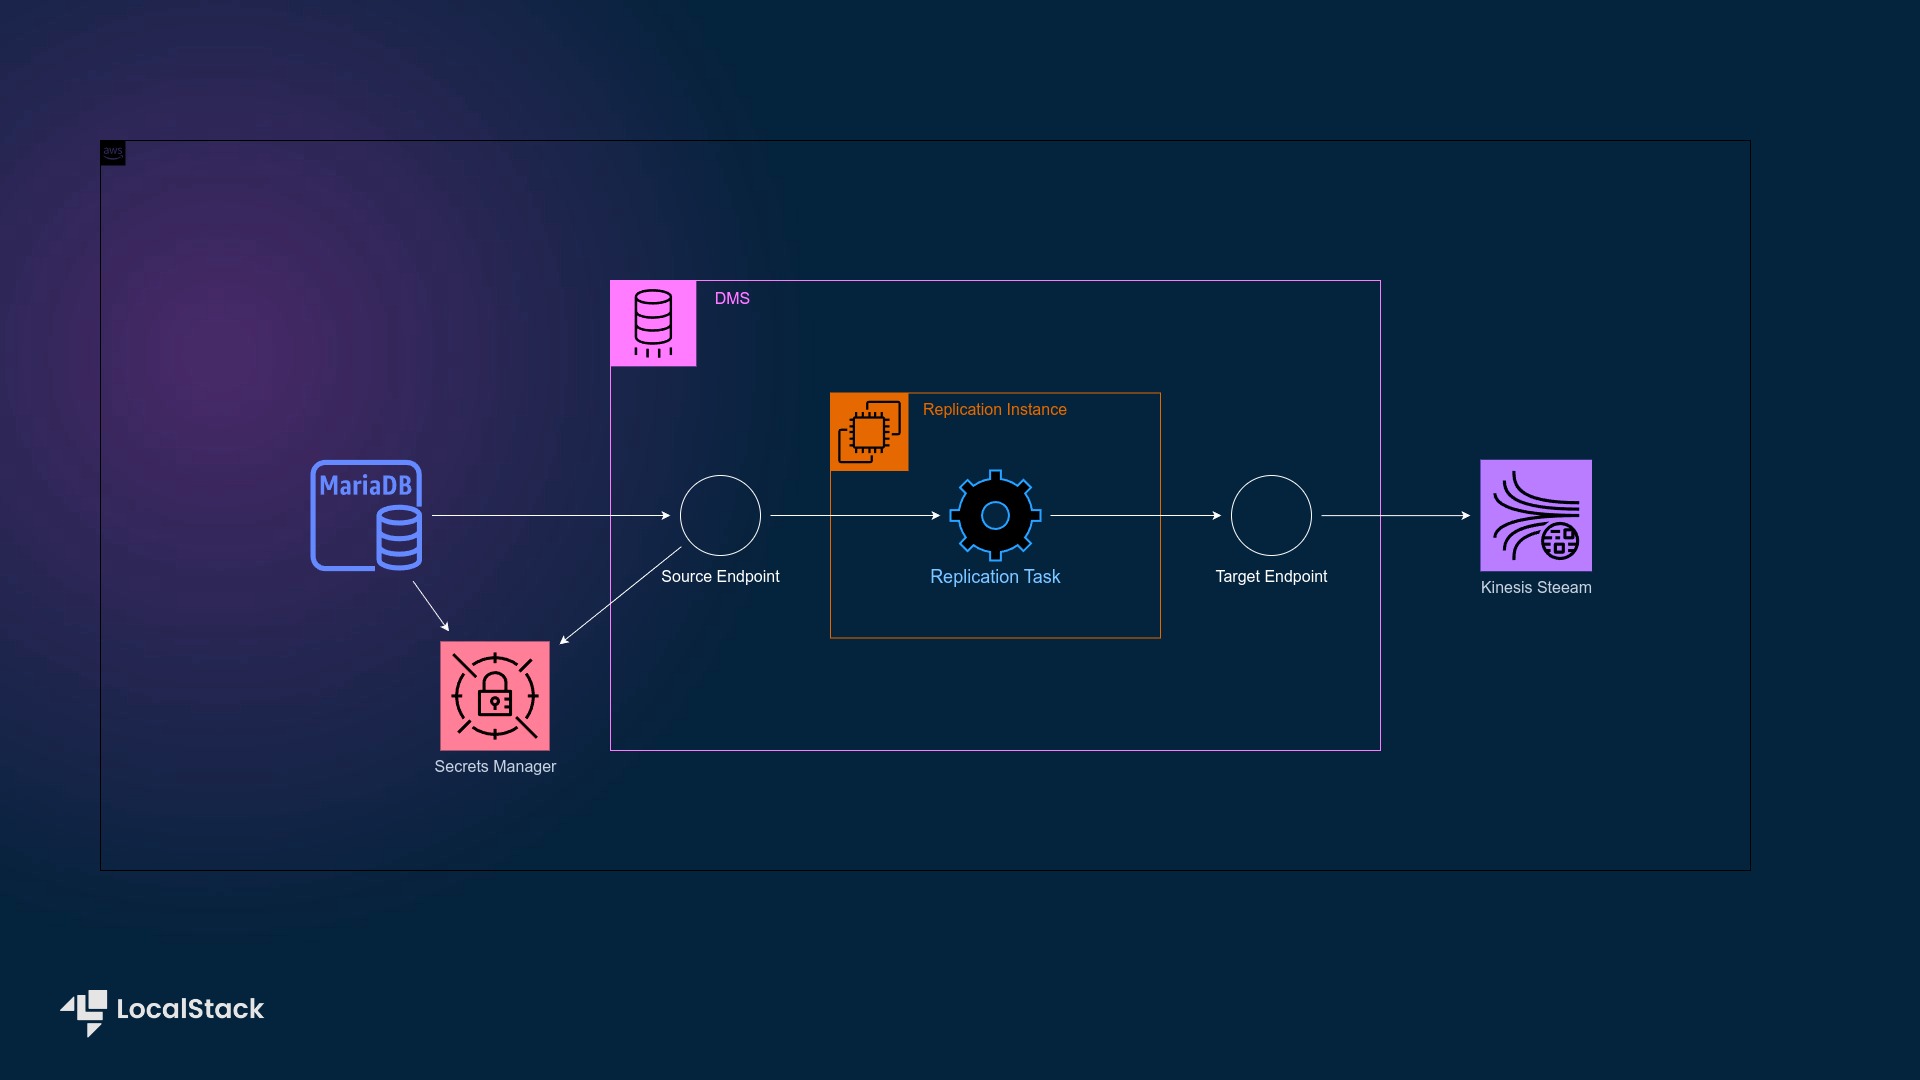 aws
DMS
Replication Instance
MariaDB
Source Endpoint
Replication Task
Target Endpoint
Kinesis Steeam
Secrets Manager
LocalStack